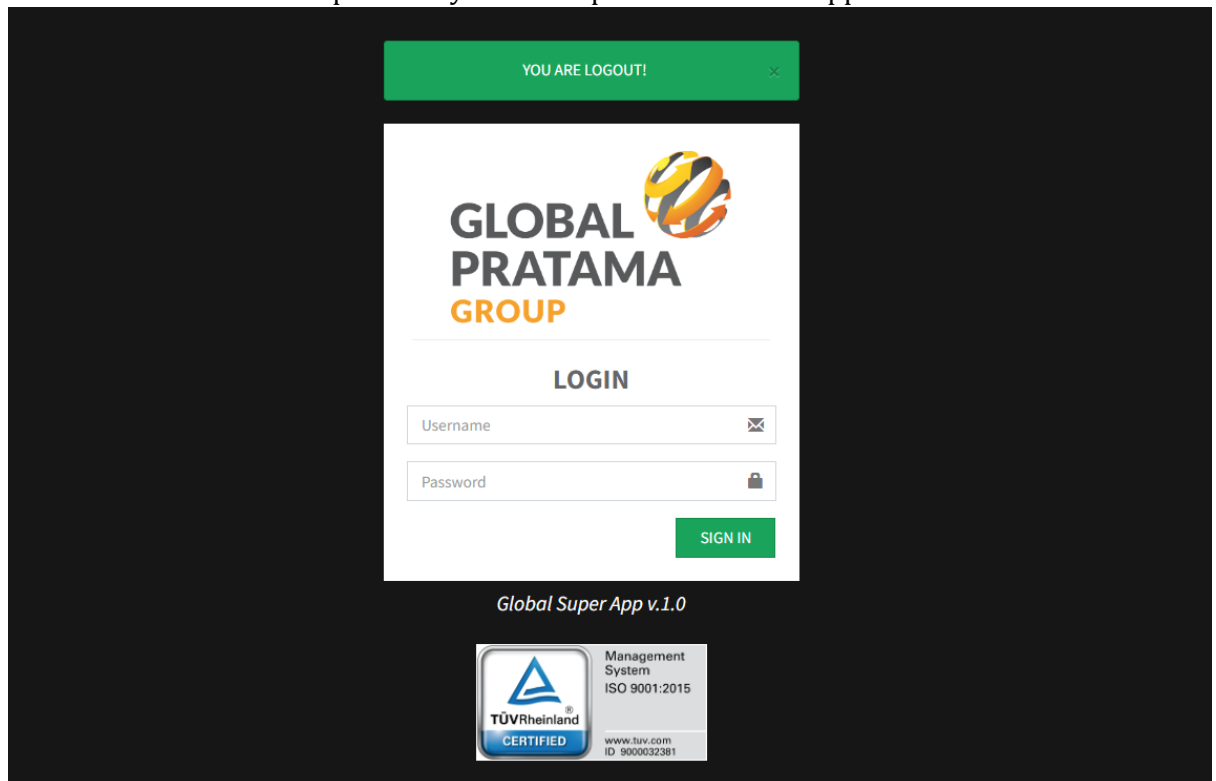 YOU ARE LOGOUT! ×
GLOBAL
PRATAMA
GROUP
LOGIN
Username
Password
SIGN IN
Global Super App v.1.0
Management
System
ISO 9001:2015
TÜVRheinland®
CERTIFIED
www.tuv.com
ID 9000032381